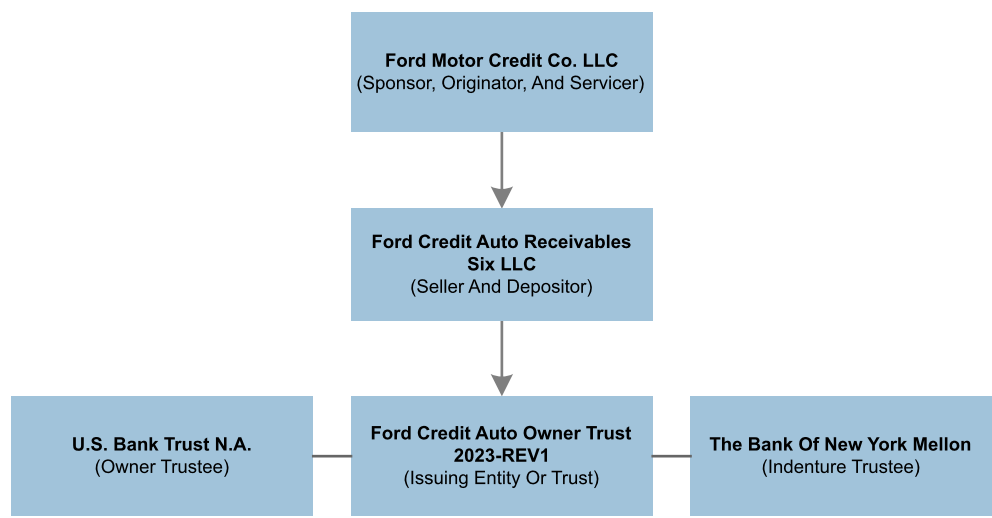 Ford Motor Credit Co. LLC
(Sponsor, Originator, And Servicer)
Ford Credit Auto Receivables
Six LLC
(Seller And Depositor)
U.S. Bank Trust N.A.
(Owner Trustee)
Ford Credit Auto Owner Trust
2023-REV1
(Issuing Entity Or Trust)
The Bank Of New York Mellon
(Indenture Trustee)